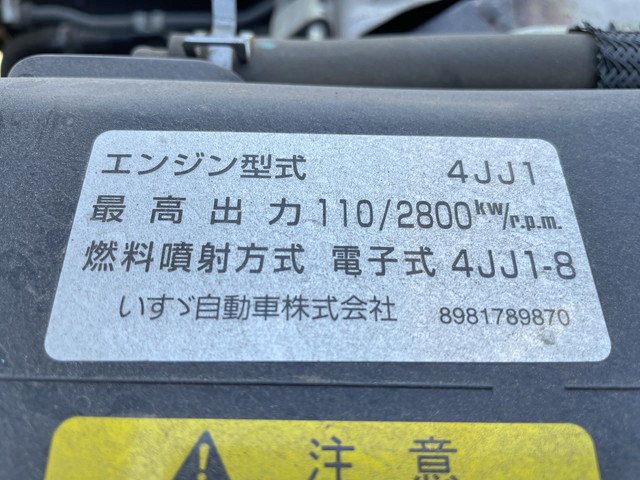 エンジン型式 4JJ1
最高出力 110/2800kW/r.p.m.
燃料噴射方式 電子式 4JJ1-8
いすゞ自動車株式会社 8981789870
注意